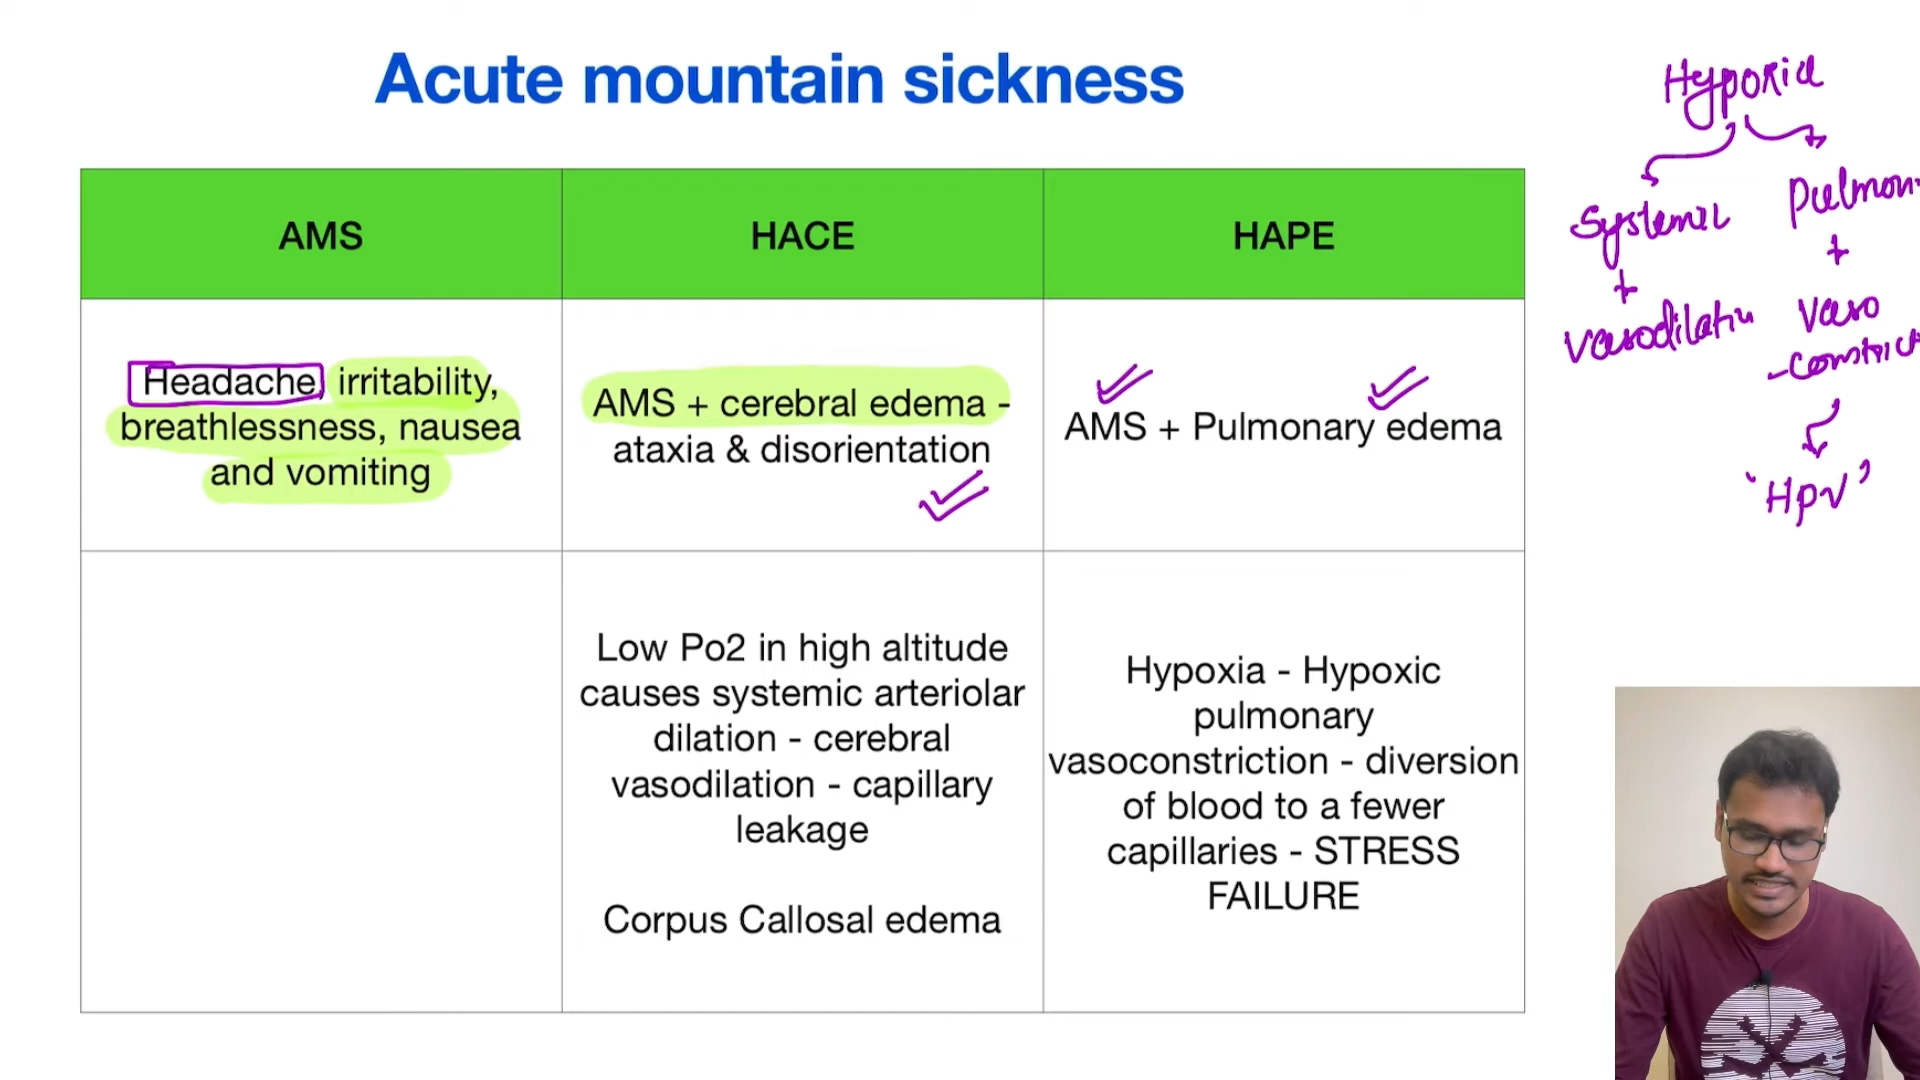 Acute mountain sickness
AMS
HACE
HAPE
Headache, irritability,
breathlessness, nausea
and vomiting
AMS + cerebral edema -
ataxia & disorientation
AMS + Pulmonary edema
Low Po2 in high altitude
causes systemic arteriolar
dilation - cerebral
vasodilation - capillary
leakage
Corpus Callosal edema
Hypoxia - Hypoxic
pulmonary
vasoconstriction - diversion
of blood to a fewer
capillaries - STRESS
FAILURE
Hypoxia
Systemic
Vasodilatin
Pulmon
Vaso
-Constrict
"HPV"